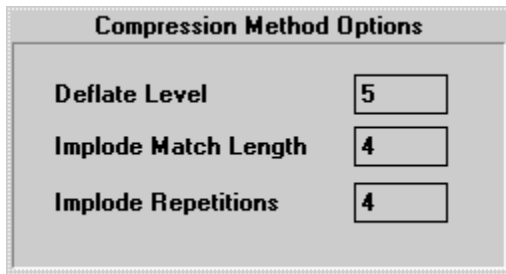 Compression Method Options
Deflate Level 5
Implode Match Length 4
Implode Repetitions 4